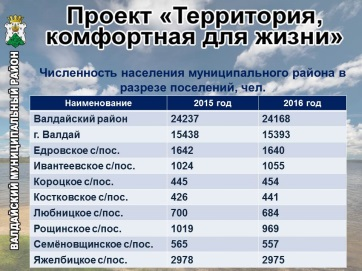 Проект «Территория,
комфортная для жизни»
Численность населения муниципального района в
разрезе поселений, чел.
Наименование 2015 год 2016 год
Валдайский район 24237 24168
г. Валдай 15438 15393
Едровское с/пос. 1642 1640
Ивантеевское с/пос. 1024 1055
Короцкое с/пос. 445 454
Костковское с/пос. 426 441
Любницкое с/пос. 700 684
Рощинское с/пос. 1019 969
Семёновщинское с/пос. 565 557
Яжелбицкое с/пос. 2978 2975
ВАЛДАЙСКИЙ МУНИЦИПАЛЬНЫЙ РАЙОН